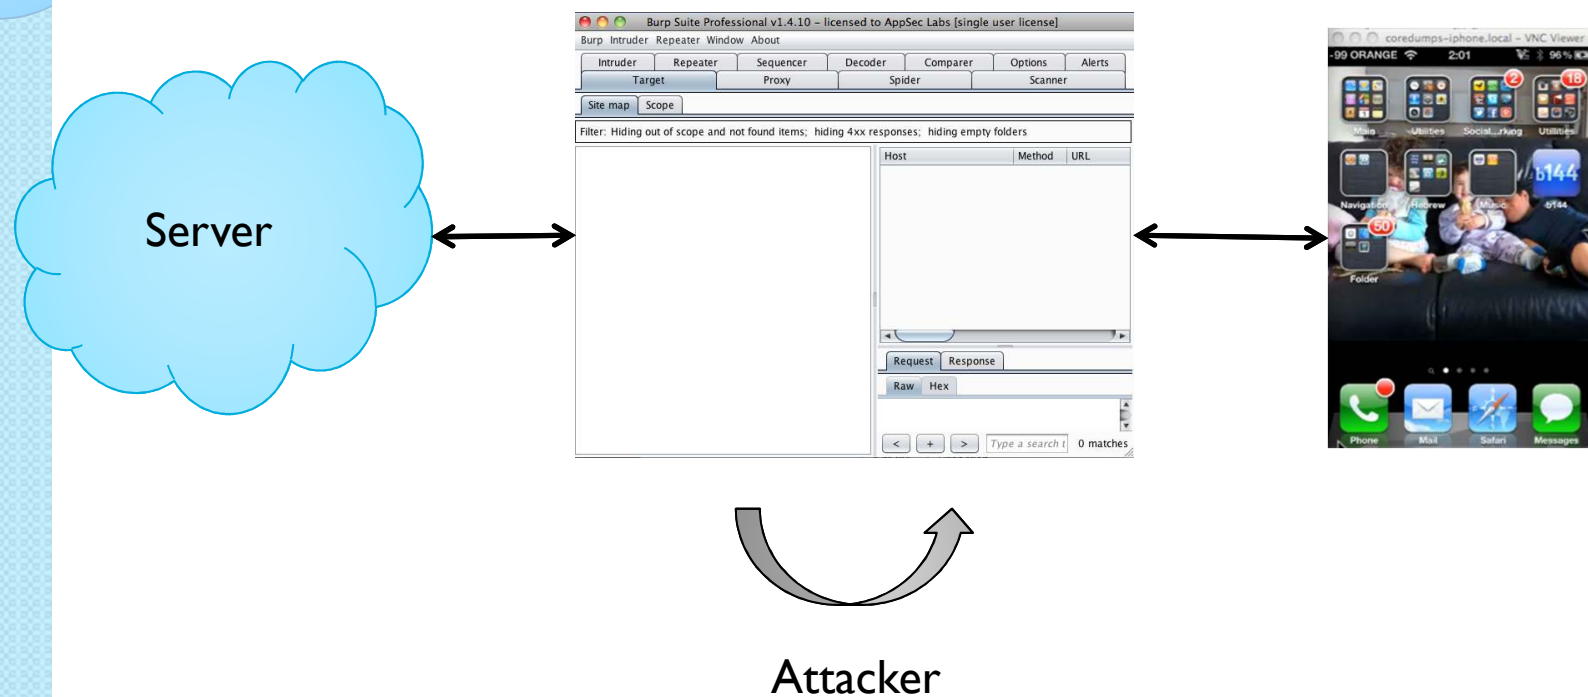 Server
Burp Suite Professional v1.4.10 – licensed to AppSec Labs [single user license]
Burp Intruder Repeater Window About
Intruder Repeater Sequencer Decoder Comparer Options Alerts
Target Proxy Spider Scanner
Site map Scope
Filter: Hiding out of scope and not found items; hiding 4xx responses; hiding empty folders
Host Method URL
Request Response
Raw Hex
< + > Type a search t 0 matches
coredumps-iphone.local – VNC Viewer
-99 ORANGE 2:01 96%
2 18
Main Utilities Social...rking Utilities
b144
Navigation Hebrew Music b144
50
Folder
Phone Mail Safari Messages
Attacker